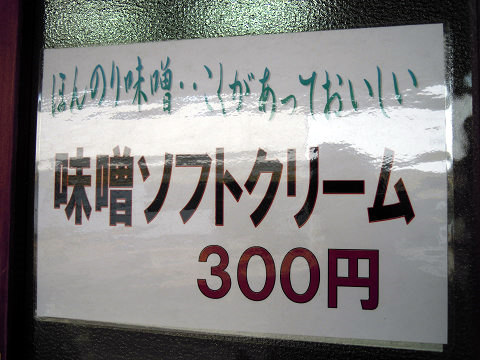 ほんのり味噌‥こくがあっておいしい
味噌ソフトクリーム
300円